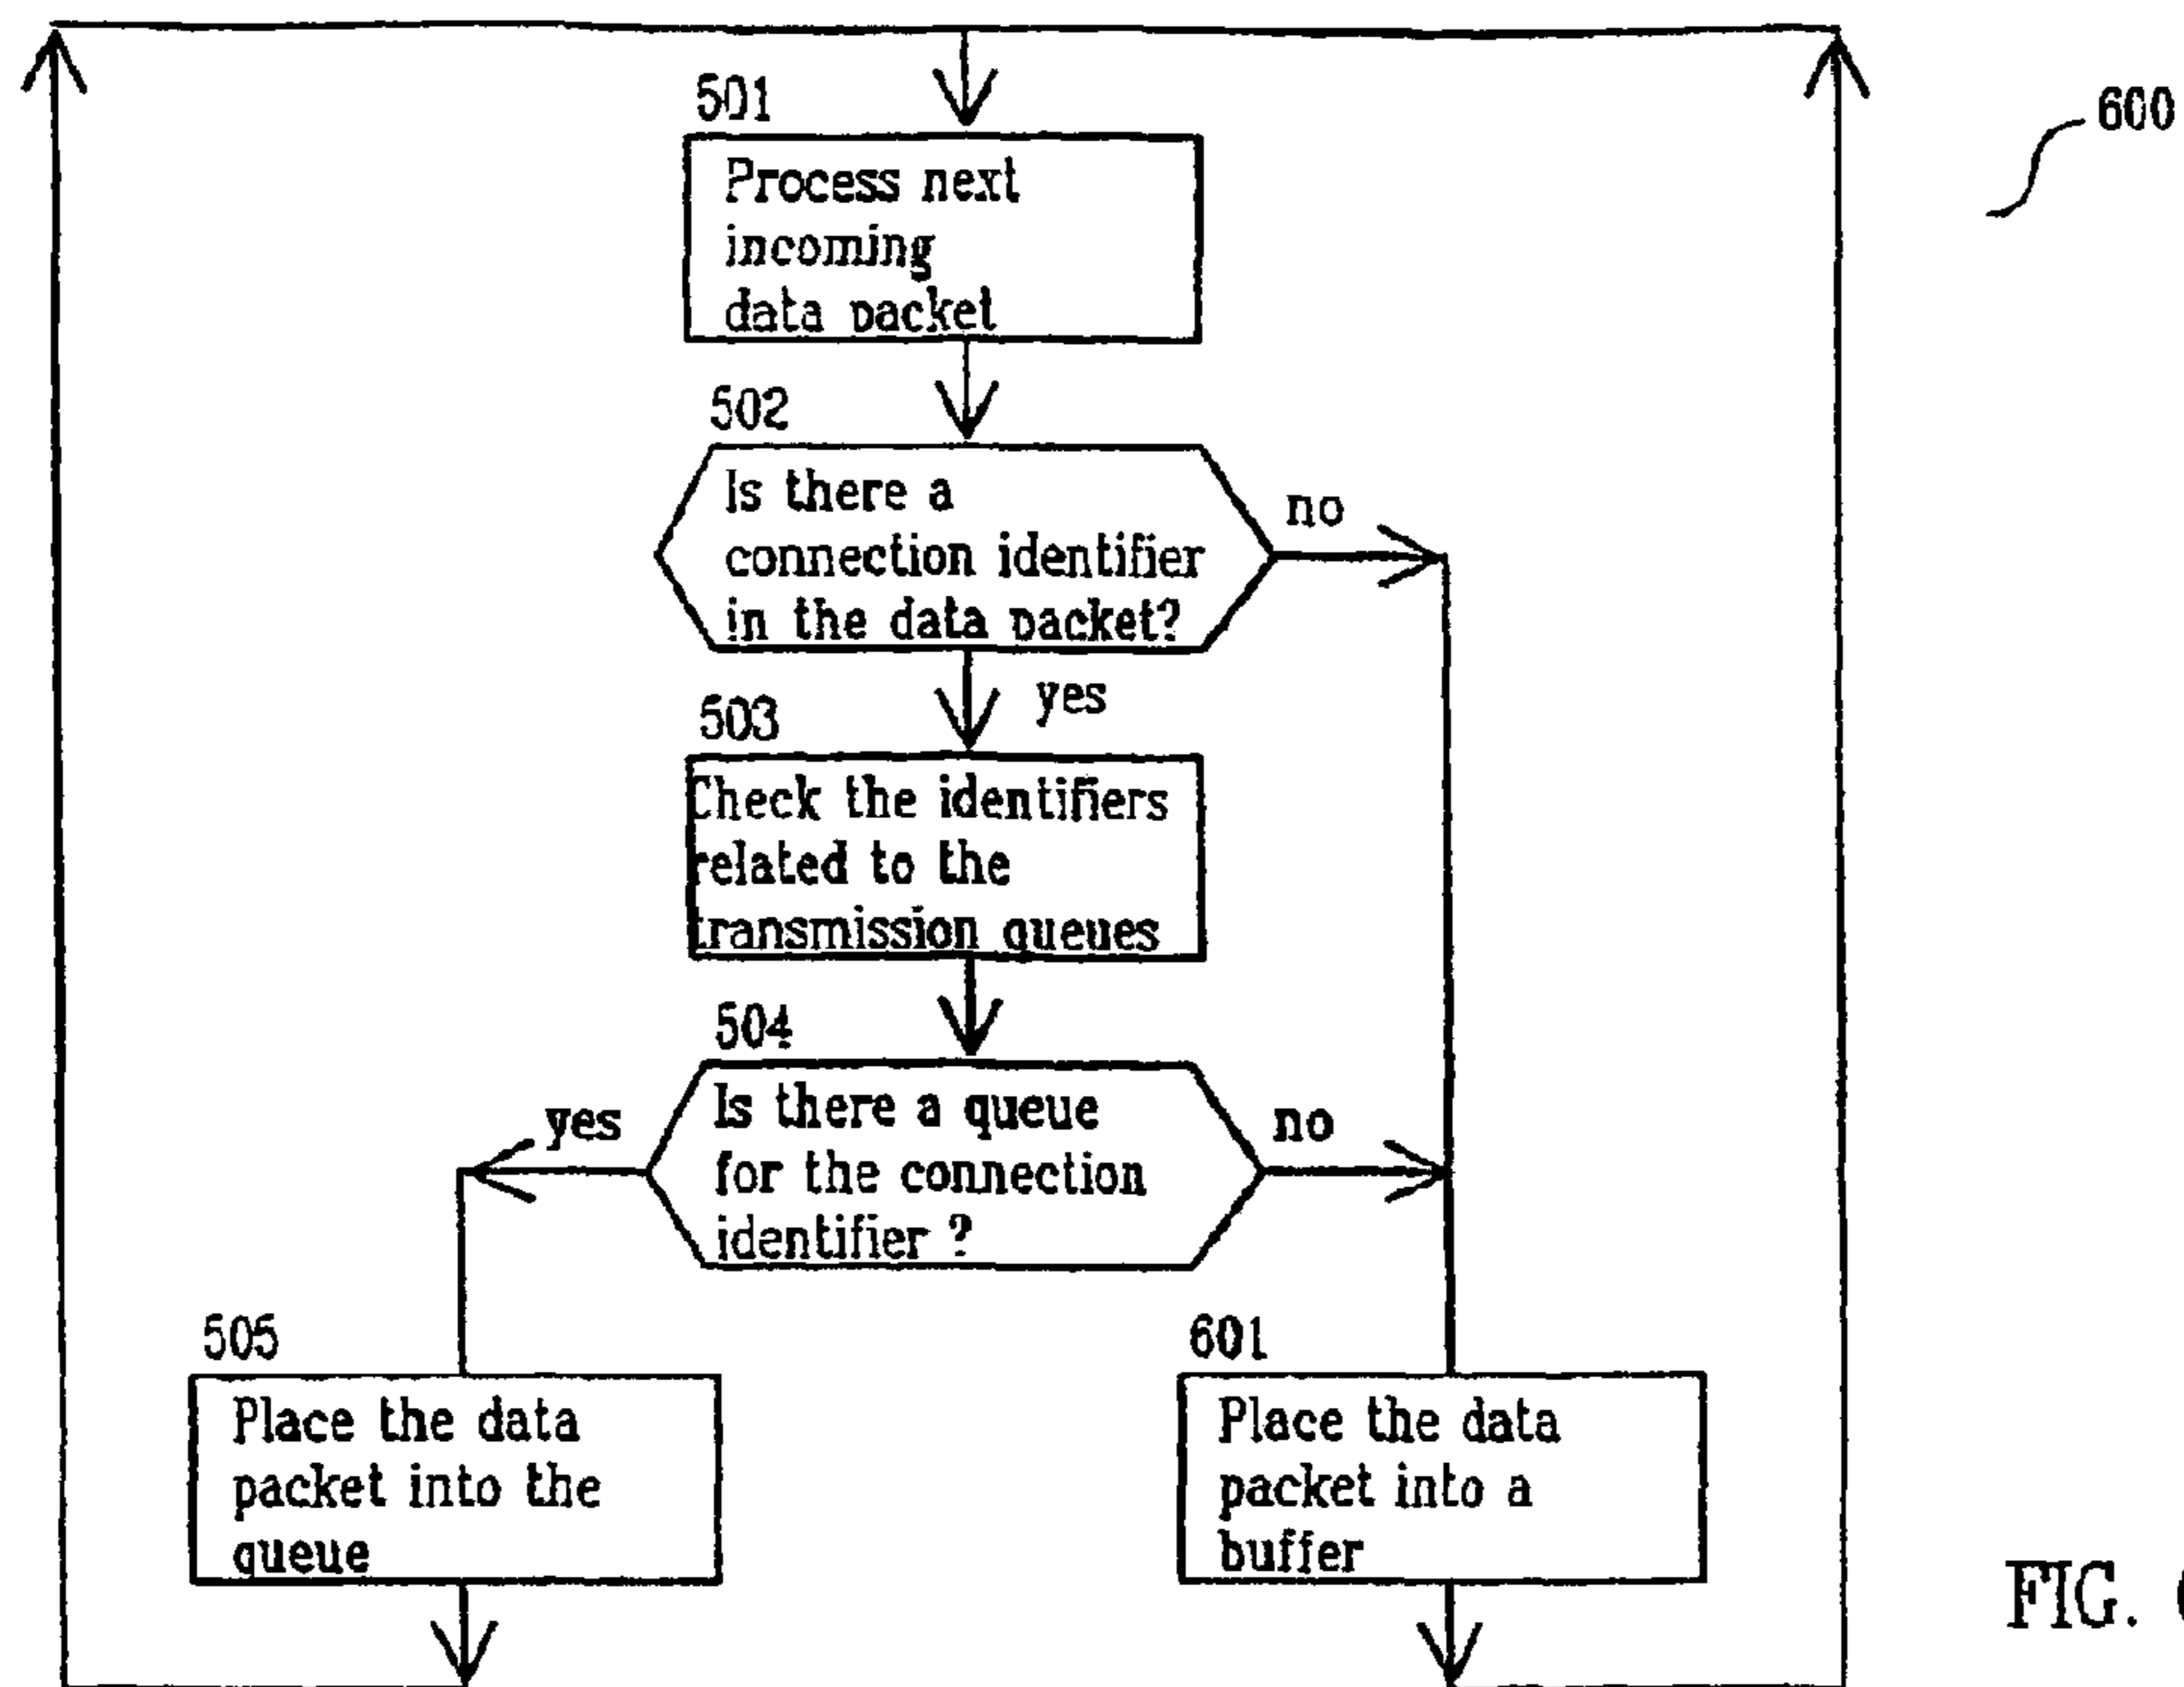 501
600
Process next
incoming
data packet
502
Is there a
connection identifier
in the data packet?
no
yes
503
Check the identifiers
related to the
transmission queues
504
Is there a queue
for the connection
identifier ?
yes
no
505
Place the data
packet into the
queue
601
Place the data
packet into a
buffer
FIG.